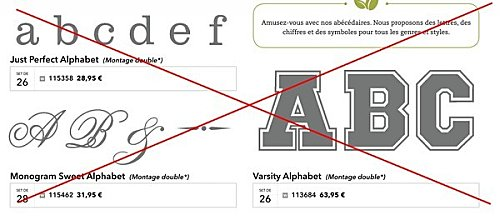 a b c d e f
Just Perfect Alphabet (Montage double*)
SET DE
26
115358 28,95 €
Amusez-vous avec nos abécédaires. Nous proposons des lettres, des
chiffres et des symboles pour tous les genres et styles.
A B &
Monogram Sweet Alphabet (Montage double*)
SET DE
28
115462 31,95 €
ABC
Varsity Alphabet (Montage double*)
SET DE
26
113684 63,95 €